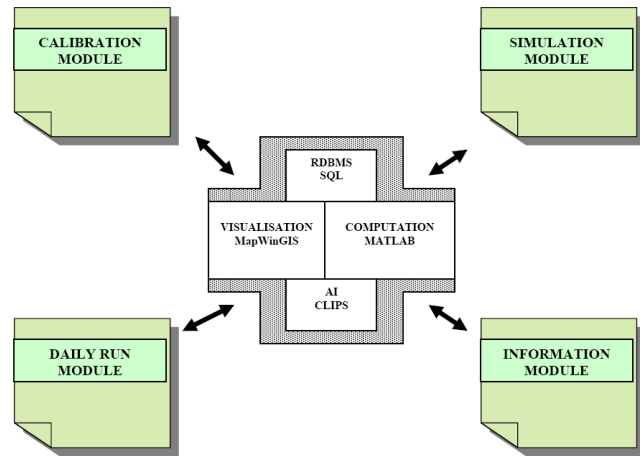 CALIBRATION
MODULE
SIMULATION
MODULE
RDBMS
SQL
VISUALISATION
MapWinGIS
COMPUTATION
MATLAB
AI
CLIPS
DAILY RUN
MODULE
INFORMATION
MODULE